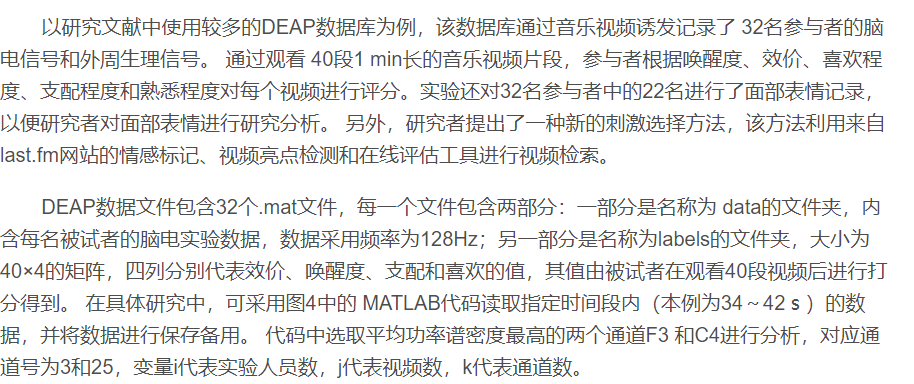 以研究文献中使用较多的DEAP数据库为例，该数据库通过音乐视频诱发记录了 32名参与者的脑
电信号和外周生理信号。 通过观看 40段1 min长的音乐视频片段，参与者根据唤醒度、效价、喜欢程
度、支配程度和熟悉程度对每个视频进行评分。实验还对32名参与者中的22名进行了面部表情记录，
以便研究者对面部表情进行研究分析。 另外，研究者提出了一种新的刺激选择方法，该方法利用来自
last.fm网站的情感标记、视频亮点检测和在线评估工具进行视频检索。
DEAP数据文件包含32个.mat文件，每一个文件包含两部分：一部分是名称为 data的文件夹，内
含每名被试者的脑电实验数据，数据采用频率为128Hz；另一部分是名称为labels的文件夹，大小为
40×4的矩阵，四列分别代表效价、唤醒度、支配和喜欢的值，其值由被试者在观看40段视频后进行打
分得到。 在具体研究中，可采用图4中的 MATLAB代码读取指定时间段内（本例为34～42 s ）的数
据，并将数据进行保存备用。 代码中选取平均功率谱密度最高的两个通道F3 和C4进行分析，对应通
道号为3和25，变量i代表实验人员数，j代表视频数，k代表通道数。